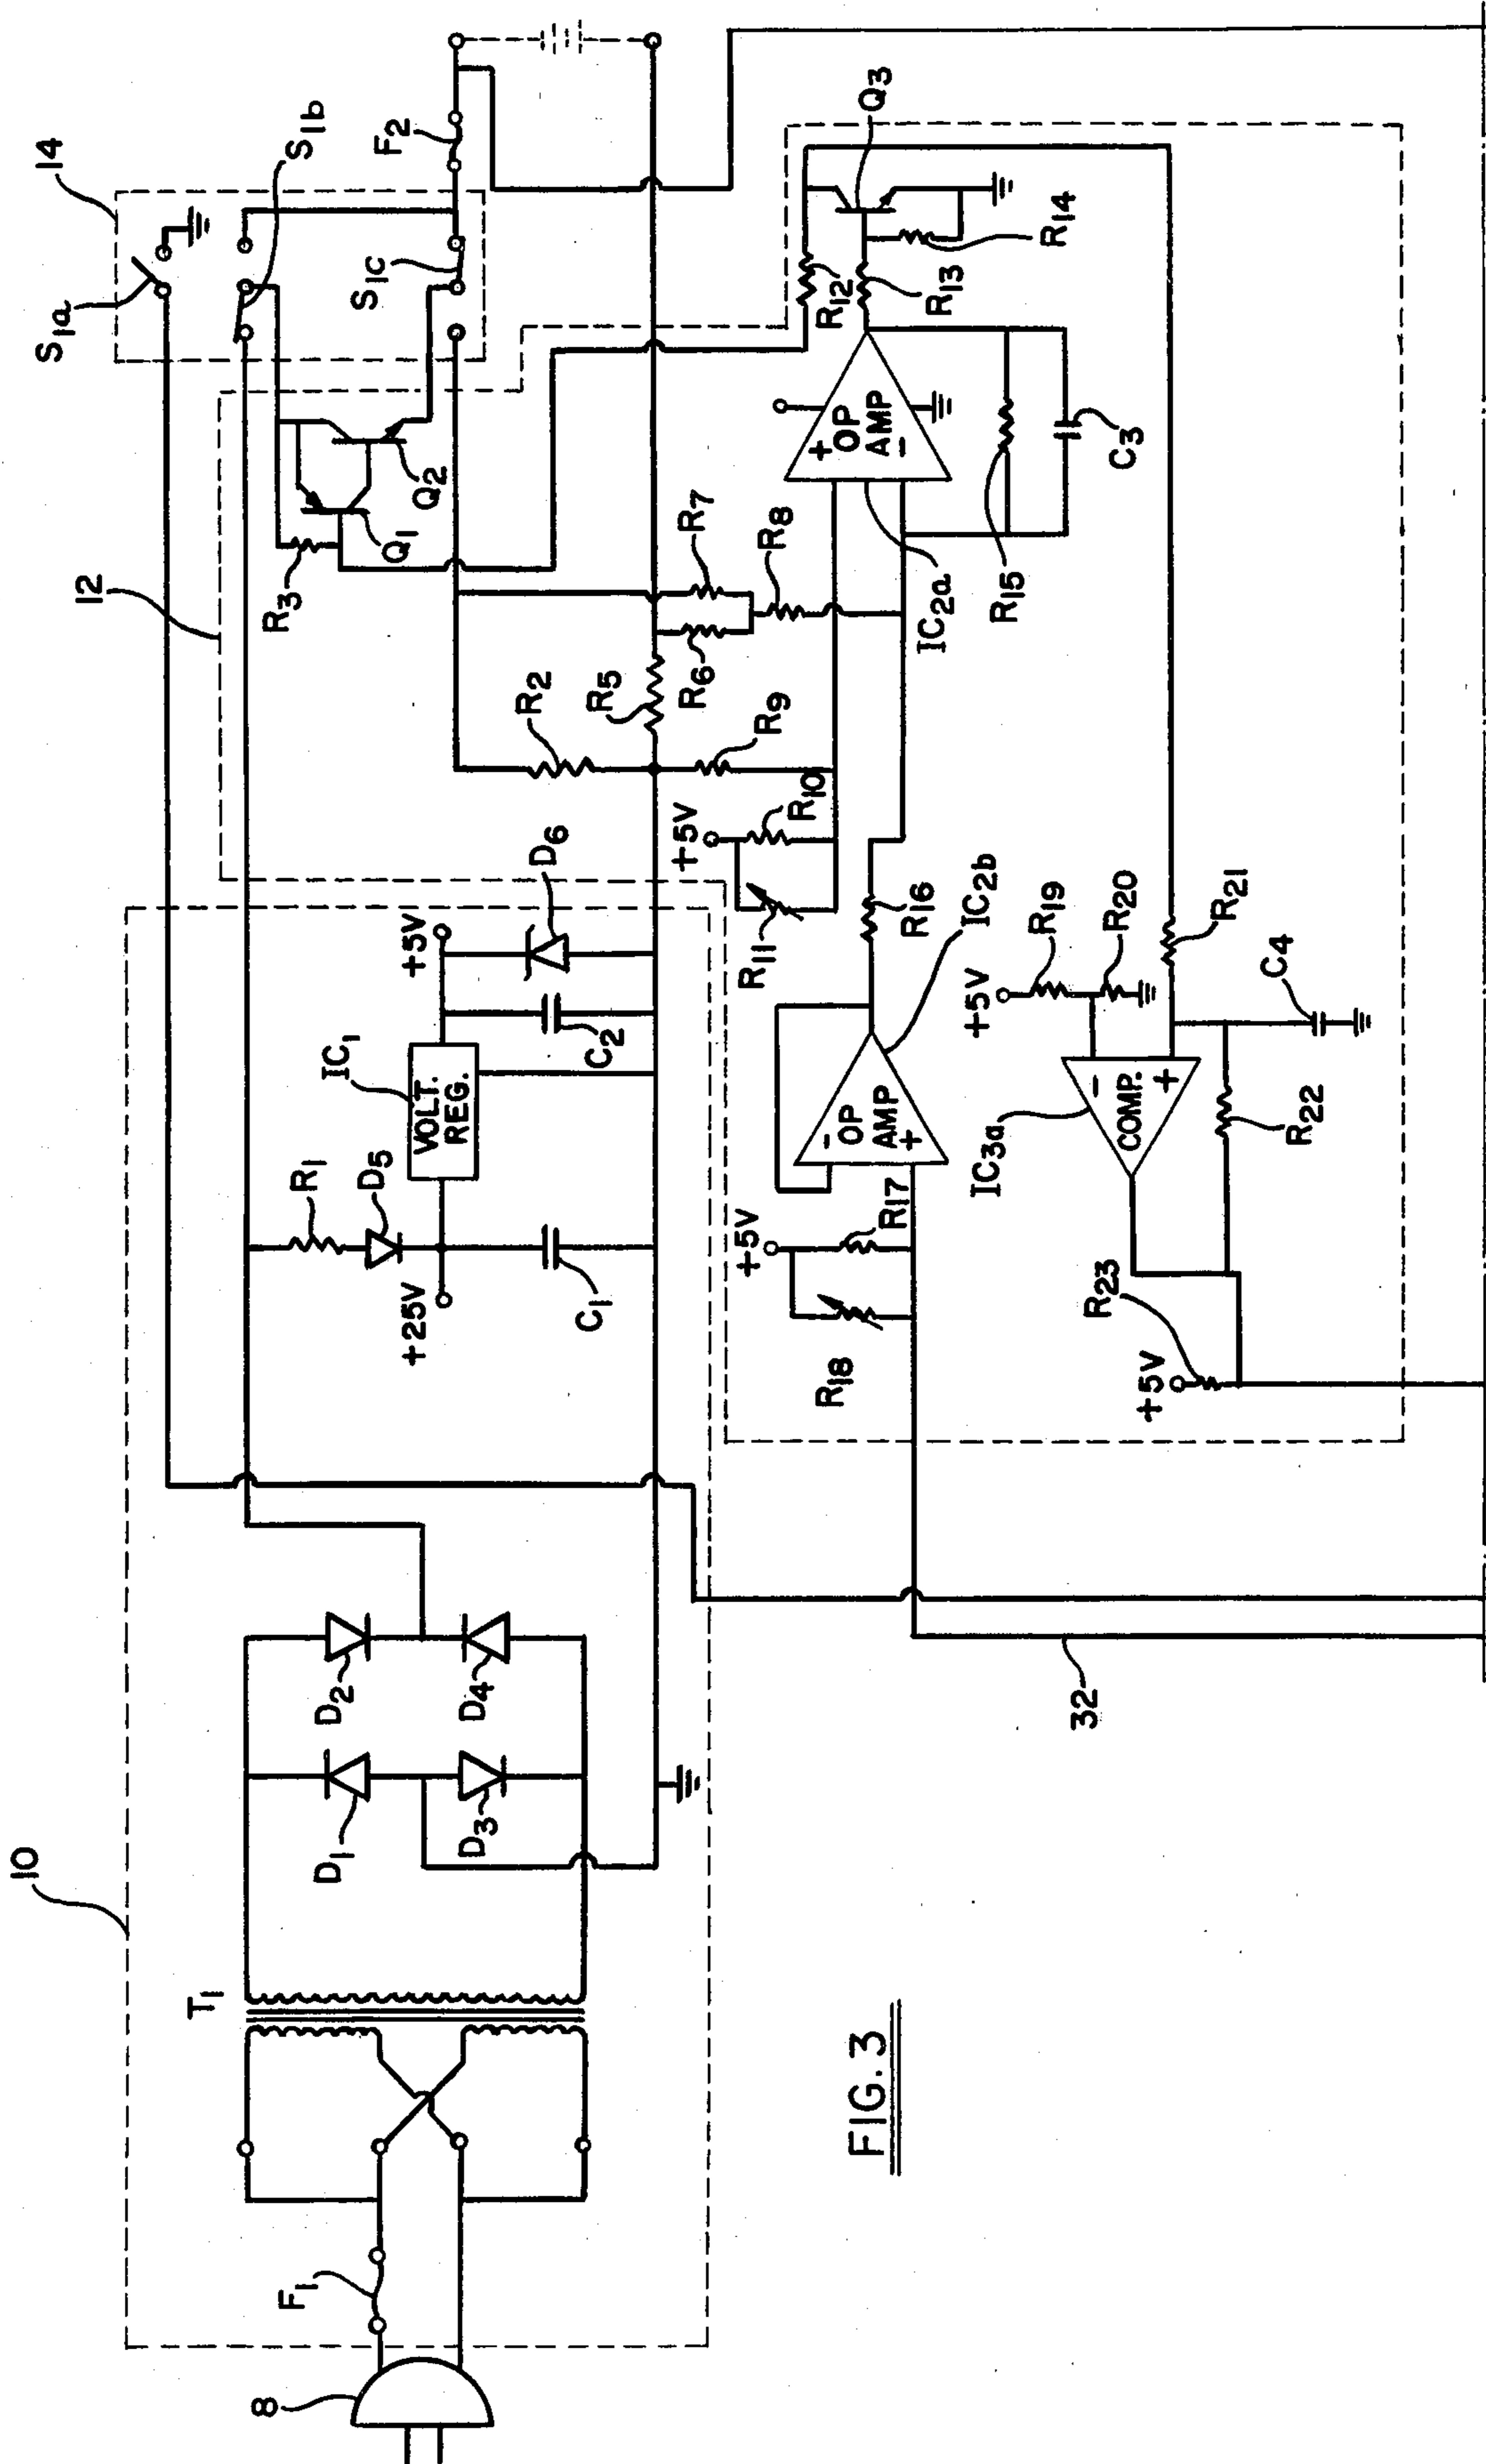 10
12
14
S1a
S1b
T1
D2
D1
D4
D3
F1
8
+25V
R1
D5
C1
IC1
VOLT.
REG.
C2
+5V
D6
R3
Q1
Q2
S1c
F2
R2
R5
R6
R7
R8
R9
+5V
R10
R11
+
OP
AMP
-
IC2a
R12
R13
Q3
R14
R15
C3
R16
IC2b
-
OP
AMP
+
+5V
R17
R18
+5V
R19
R20
R21
C4
IC3a
-
COMP.
+
R22
R23
+5V
32
FIG. 3